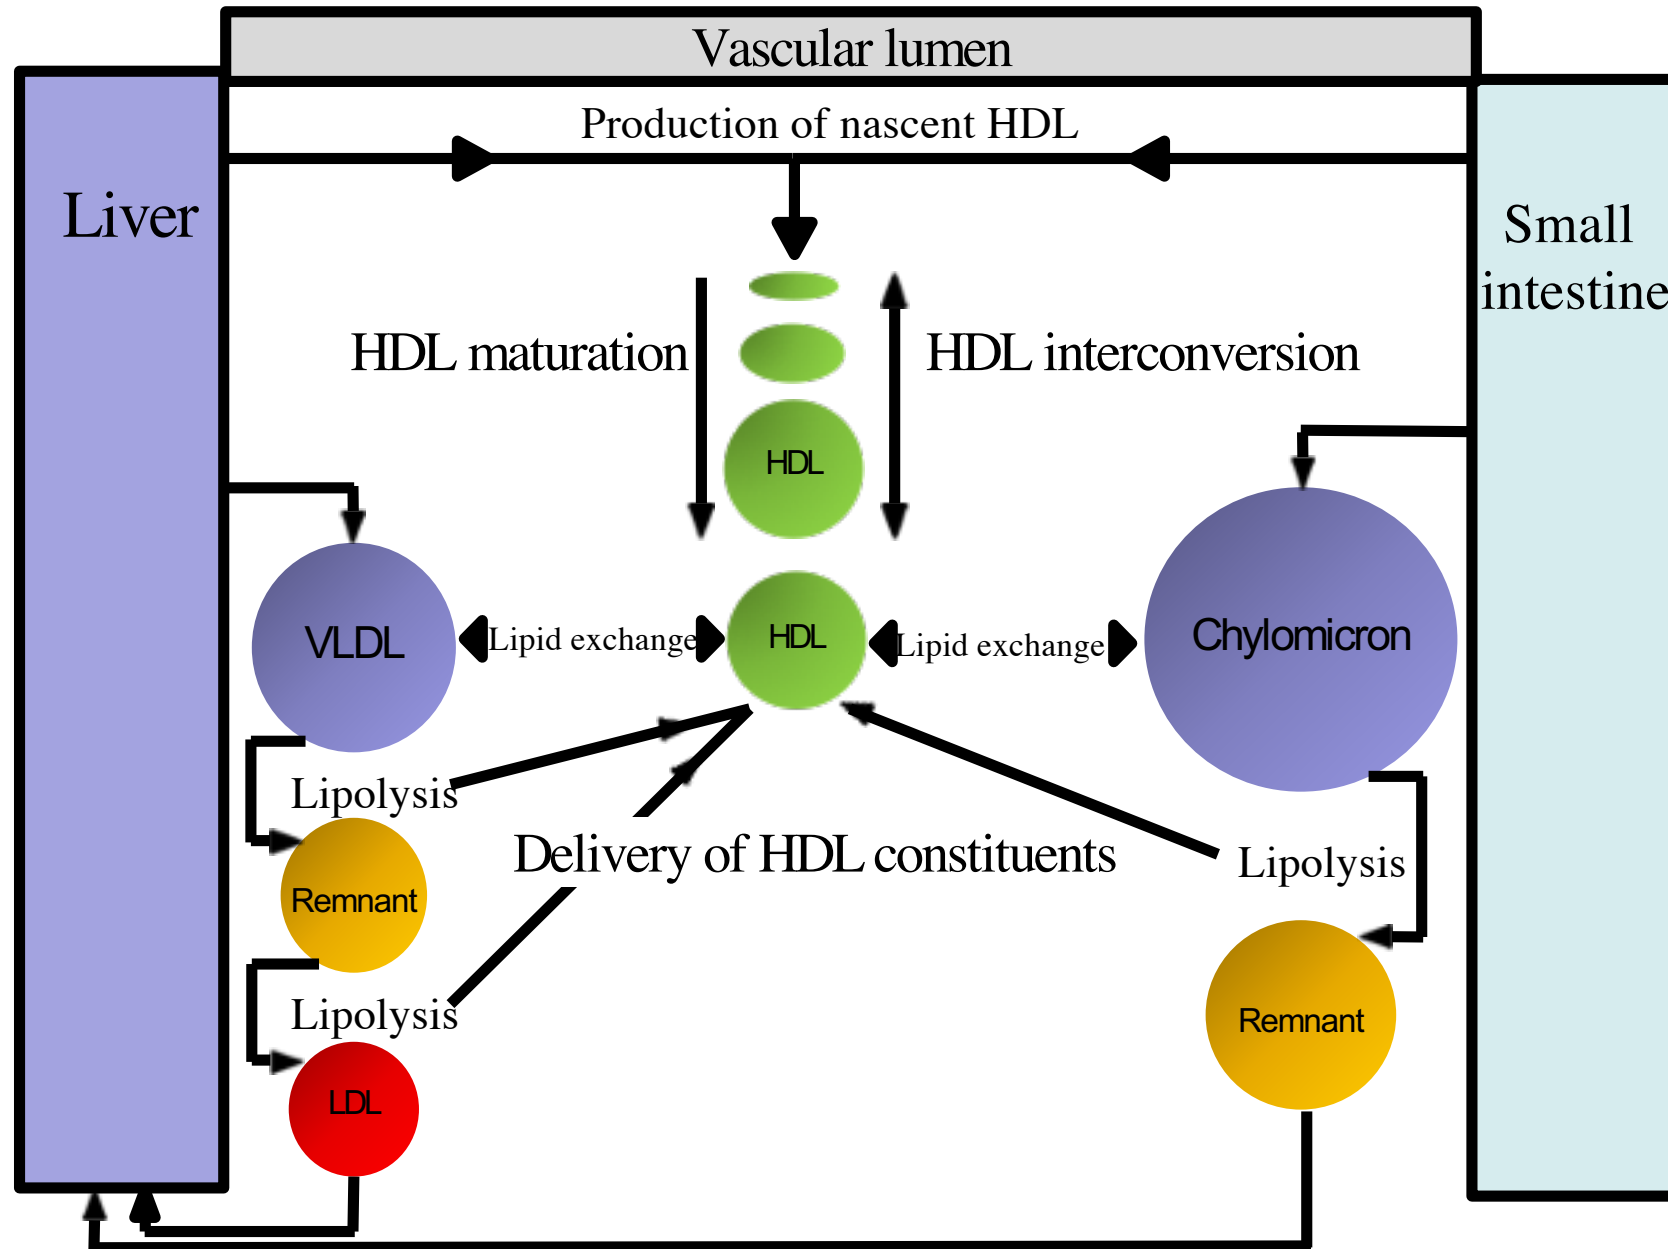 Vascular lumen
Production of nascent HDL
Liver
Small
intestine
HDL maturation
HDL interconversion
HDL
VLDL
Lipid exchange
HDL
Lipid exchange
Chylomicron
Lipolysis
Delivery of HDL constituents
Lipolysis
Remnant
Lipolysis
Remnant
LDL